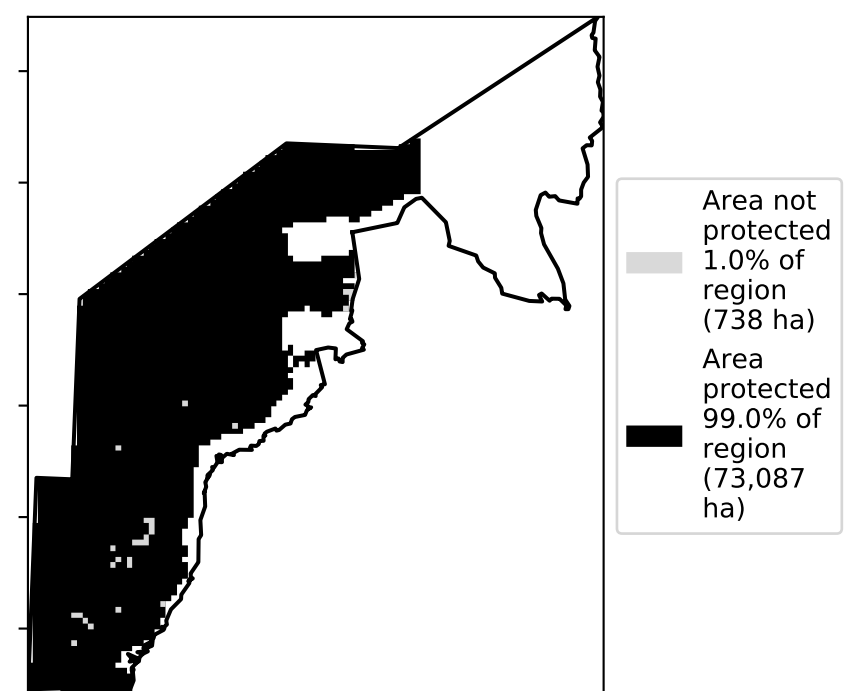 Area not
protected
1.0% of
region
(738 ha)
Area
protected
99.0% of
region
(73,087
ha)